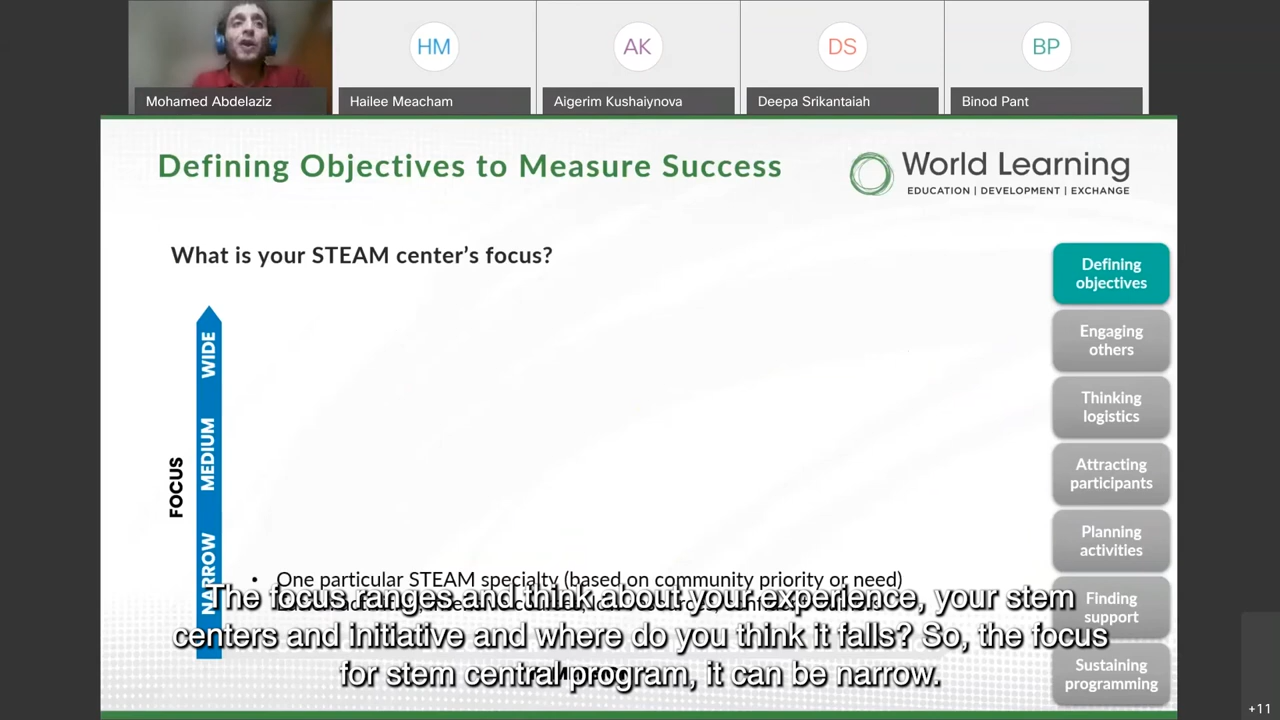 HM
AK
DS
BP
Mohamed Abdelaziz
Hailee Meacham
Aigerim Kushaiynova
Deepa Srikantaiah
Binod Pant
Defining Objectives to Measure Success
World Learning
EDUCATION | DEVELOPMENT | EXCHANGE
What is your STEAM center's focus?
Defining
objectives
Engaging
others
Thinking
logistics
Attracting
participants
Planning
activities
Finding
support
Sustaining
programming
FOCUS
WIDE
MEDIUM
NARROW
• One particular STEAM specialty (based on community priority or need)
The focus ranges and think about your experience, your stem
centers and initiative and where do you think it falls? So, the focus
for stem central program, it can be narrow.
+11